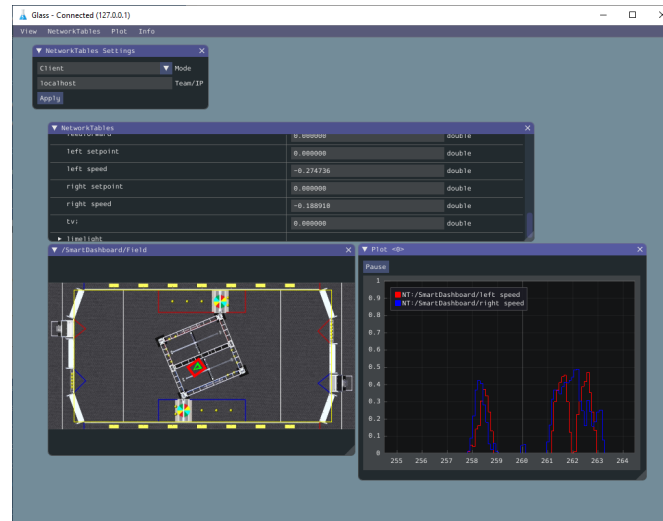 Glass - Connected (127.0.0.1)
View NetworkTables Plot Info
NetworkTables Settings
Client Mode
localhost Team/IP
Apply
NetworkTables
feedforward 0.000000 double
left setpoint 0.000000 double
left speed -0.274736 double
right setpoint 0.000000 double
right speed -0.188910 double
tv: 0.000000 double
limelight
/SmartDashboard/Field
Plot <0>
Pause
NT:/SmartDashboard/left speed
NT:/SmartDashboard/right speed
1
0.9
0.8
0.7
0.6
0.5
0.4
0.3
0.2
0.1
0
255 256 257 258 259 260 261 262 263 264